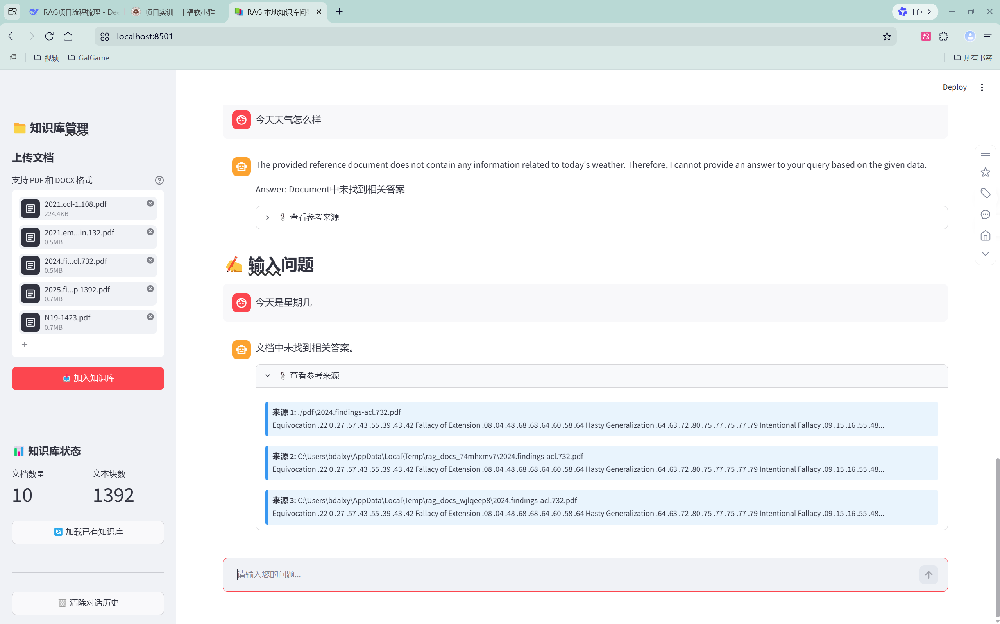 RAG项目流程梳理 - De
项目实训一 | 福软小雅
RAG 本地知识库问
千问
localhost:8501
视频
GalGame
所有书签
Deploy
知识库管理
上传文档
支持 PDF 和 DOCX 格式
2021.ccl-1.108.pdf
224.4KB
2021.em...in.132.pdf
0.5MB
2024.fi...cl.732.pdf
0.5MB
2025.fi...p.1392.pdf
0.7MB
N19-1423.pdf
0.7MB
加入知识库
知识库状态
文档数量 文本块数
10 1392
加载已有知识库
清除对话历史
今天天气怎么样
The provided reference document does not contain any information related to today's weather. Therefore, I cannot provide an answer to your query based on the given data.
Answer: Document中未找到相关答案
查看参考来源
输入问题
今天是星期几
文档中未找到相关答案。
查看参考来源
来源 1: ./pdf\2024.findings-acl.732.pdf
Equivocation .22 0 .27 .57 .43 .55 .39 .43 .42 Fallacy of Extension .08 .04 .48 .68 .68 .64 .60 .58 .64 Hasty Generalization .64 .63 .72 .80 .75 .77 .75 .77 .79 Intentional Fallacy .09 .15 .16 .55 .48...
来源 2: C:\Users\bdalxy\AppData\Local\Temp\rag_docs_74mhxmv7\2024.findings-acl.732.pdf
Equivocation .22 0 .27 .57 .43 .55 .39 .43 .42 Fallacy of Extension .08 .04 .48 .68 .68 .64 .60 .58 .64 Hasty Generalization .64 .63 .72 .80 .75 .77 .75 .77 .79 Intentional Fallacy .09 .15 .16 .55 .48...
来源 3: C:\Users\bdalxy\AppData\Local\Temp\rag_docs_wjlqeep8\2024.findings-acl.732.pdf
Equivocation .22 0 .27 .57 .43 .55 .39 .43 .42 Fallacy of Extension .08 .04 .48 .68 .68 .64 .60 .58 .64 Hasty Generalization .64 .63 .72 .80 .75 .77 .75 .77 .79 Intentional Fallacy .09 .15 .16 .55 .48...
请输入您的问题...